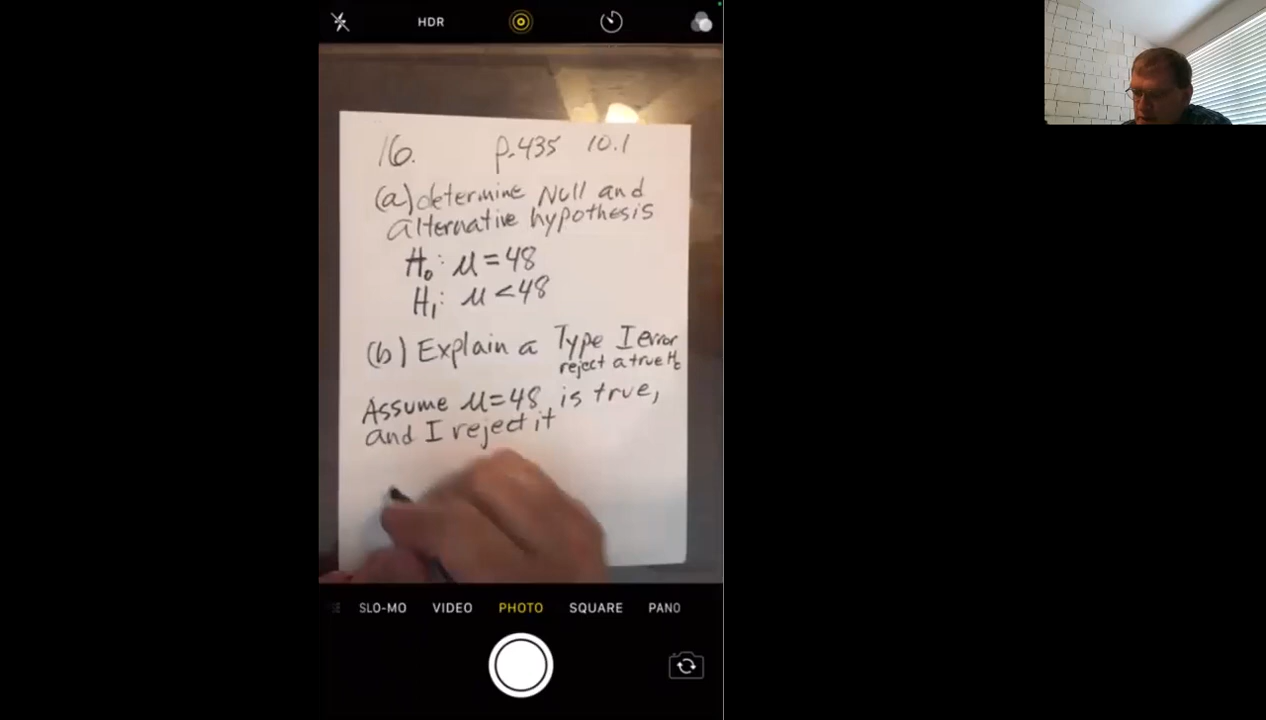 HDR
16. p.435 10.1
(a) determine Null and
alternative hypothesis
H₀: μ = 48
H₁: μ < 48
(b) Explain a Type I error
reject a true H₀
Assume μ = 48 is true,
and I reject it
SLO-MO VIDEO PHOTO SQUARE PANO